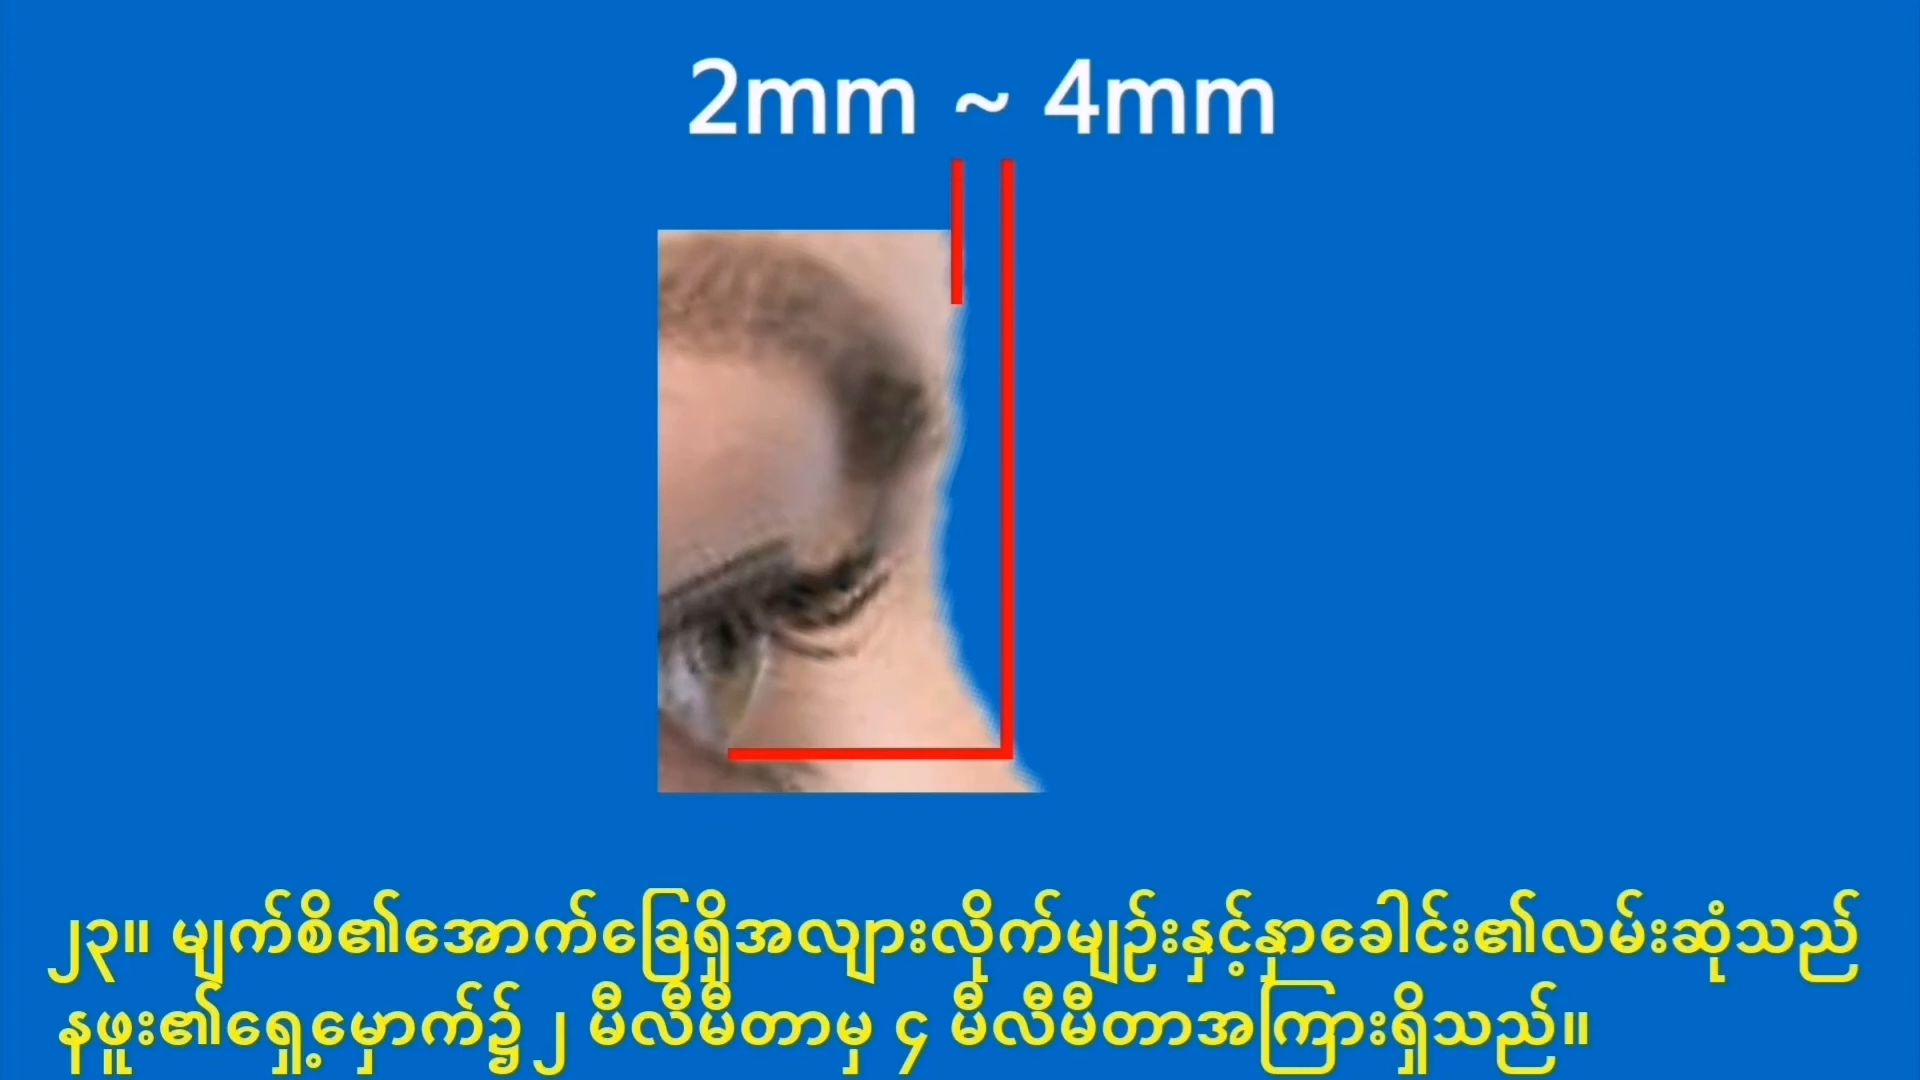 2mm ~ 4mm
၂၃။ မျက်စိ၏အောက်ခြေရှိအလျားလိုက်မျဉ်းနှင့်နှာခေါင်း၏လမ်းဆုံသည်
နဖူး၏ရှေ့မှောက်၌ ၂ မီလီမီတာမှ ၄ မီလီမီတာအကြားရှိသည်။